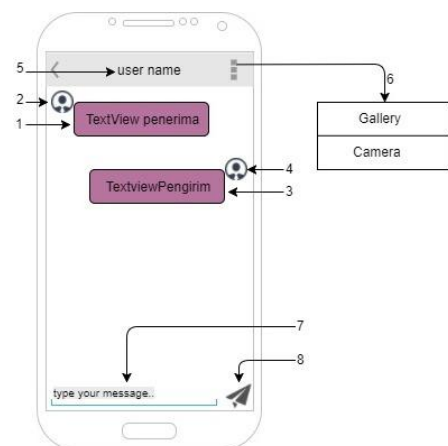 5
user name
6
2
1
TextView penerima
Gallery
Camera
4
TextviewPengirim
3
7
8
type your message..